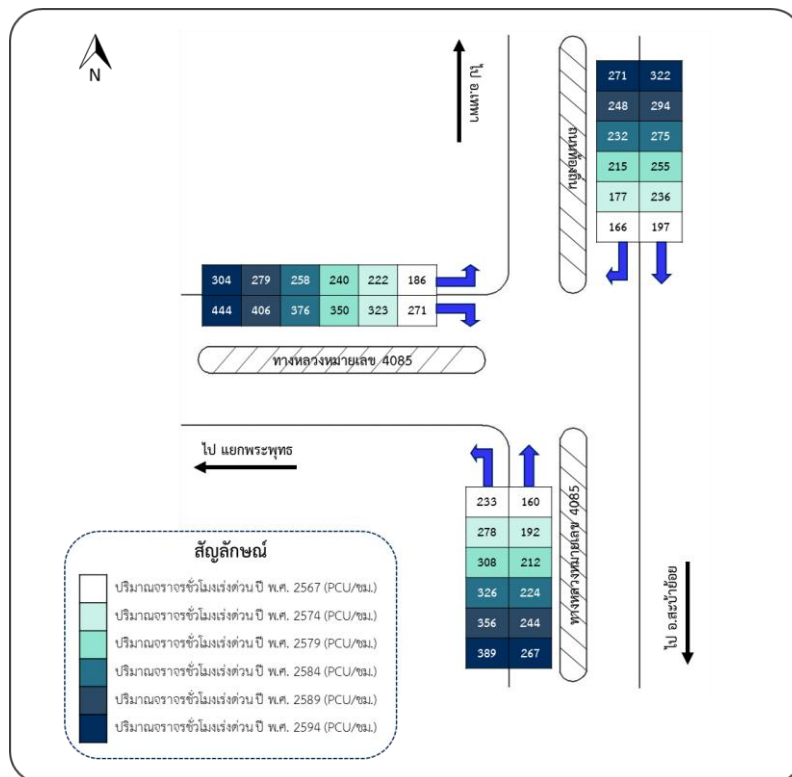 N
ไป อ.เทพา
ถนนท้องถิ่น
271 322
248 294
232 275
215 255
177 236
166 197
304 279 258 240 222 186
444 406 376 350 323 271
ทางหลวงหมายเลข 4085
ไป แยกพระพุทธ
233 160
278 192
308 212
326 224
356 244
389 267
ทางหลวงหมายเลข 4085
ไป อ.สะบ้าย้อย
สัญลักษณ์
ปริมาณจราจรชั่วโมงเร่งด่วน ปี พ.ศ. 2567 (PCU/ชม.)
ปริมาณจราจรชั่วโมงเร่งด่วน ปี พ.ศ. 2574 (PCU/ชม.)
ปริมาณจราจรชั่วโมงเร่งด่วน ปี พ.ศ. 2579 (PCU/ชม.)
ปริมาณจราจรชั่วโมงเร่งด่วน ปี พ.ศ. 2584 (PCU/ชม.)
ปริมาณจราจรชั่วโมงเร่งด่วน ปี พ.ศ. 2589 (PCU/ชม.)
ปริมาณจราจรชั่วโมงเร่งด่วน ปี พ.ศ. 2594 (PCU/ชม.)